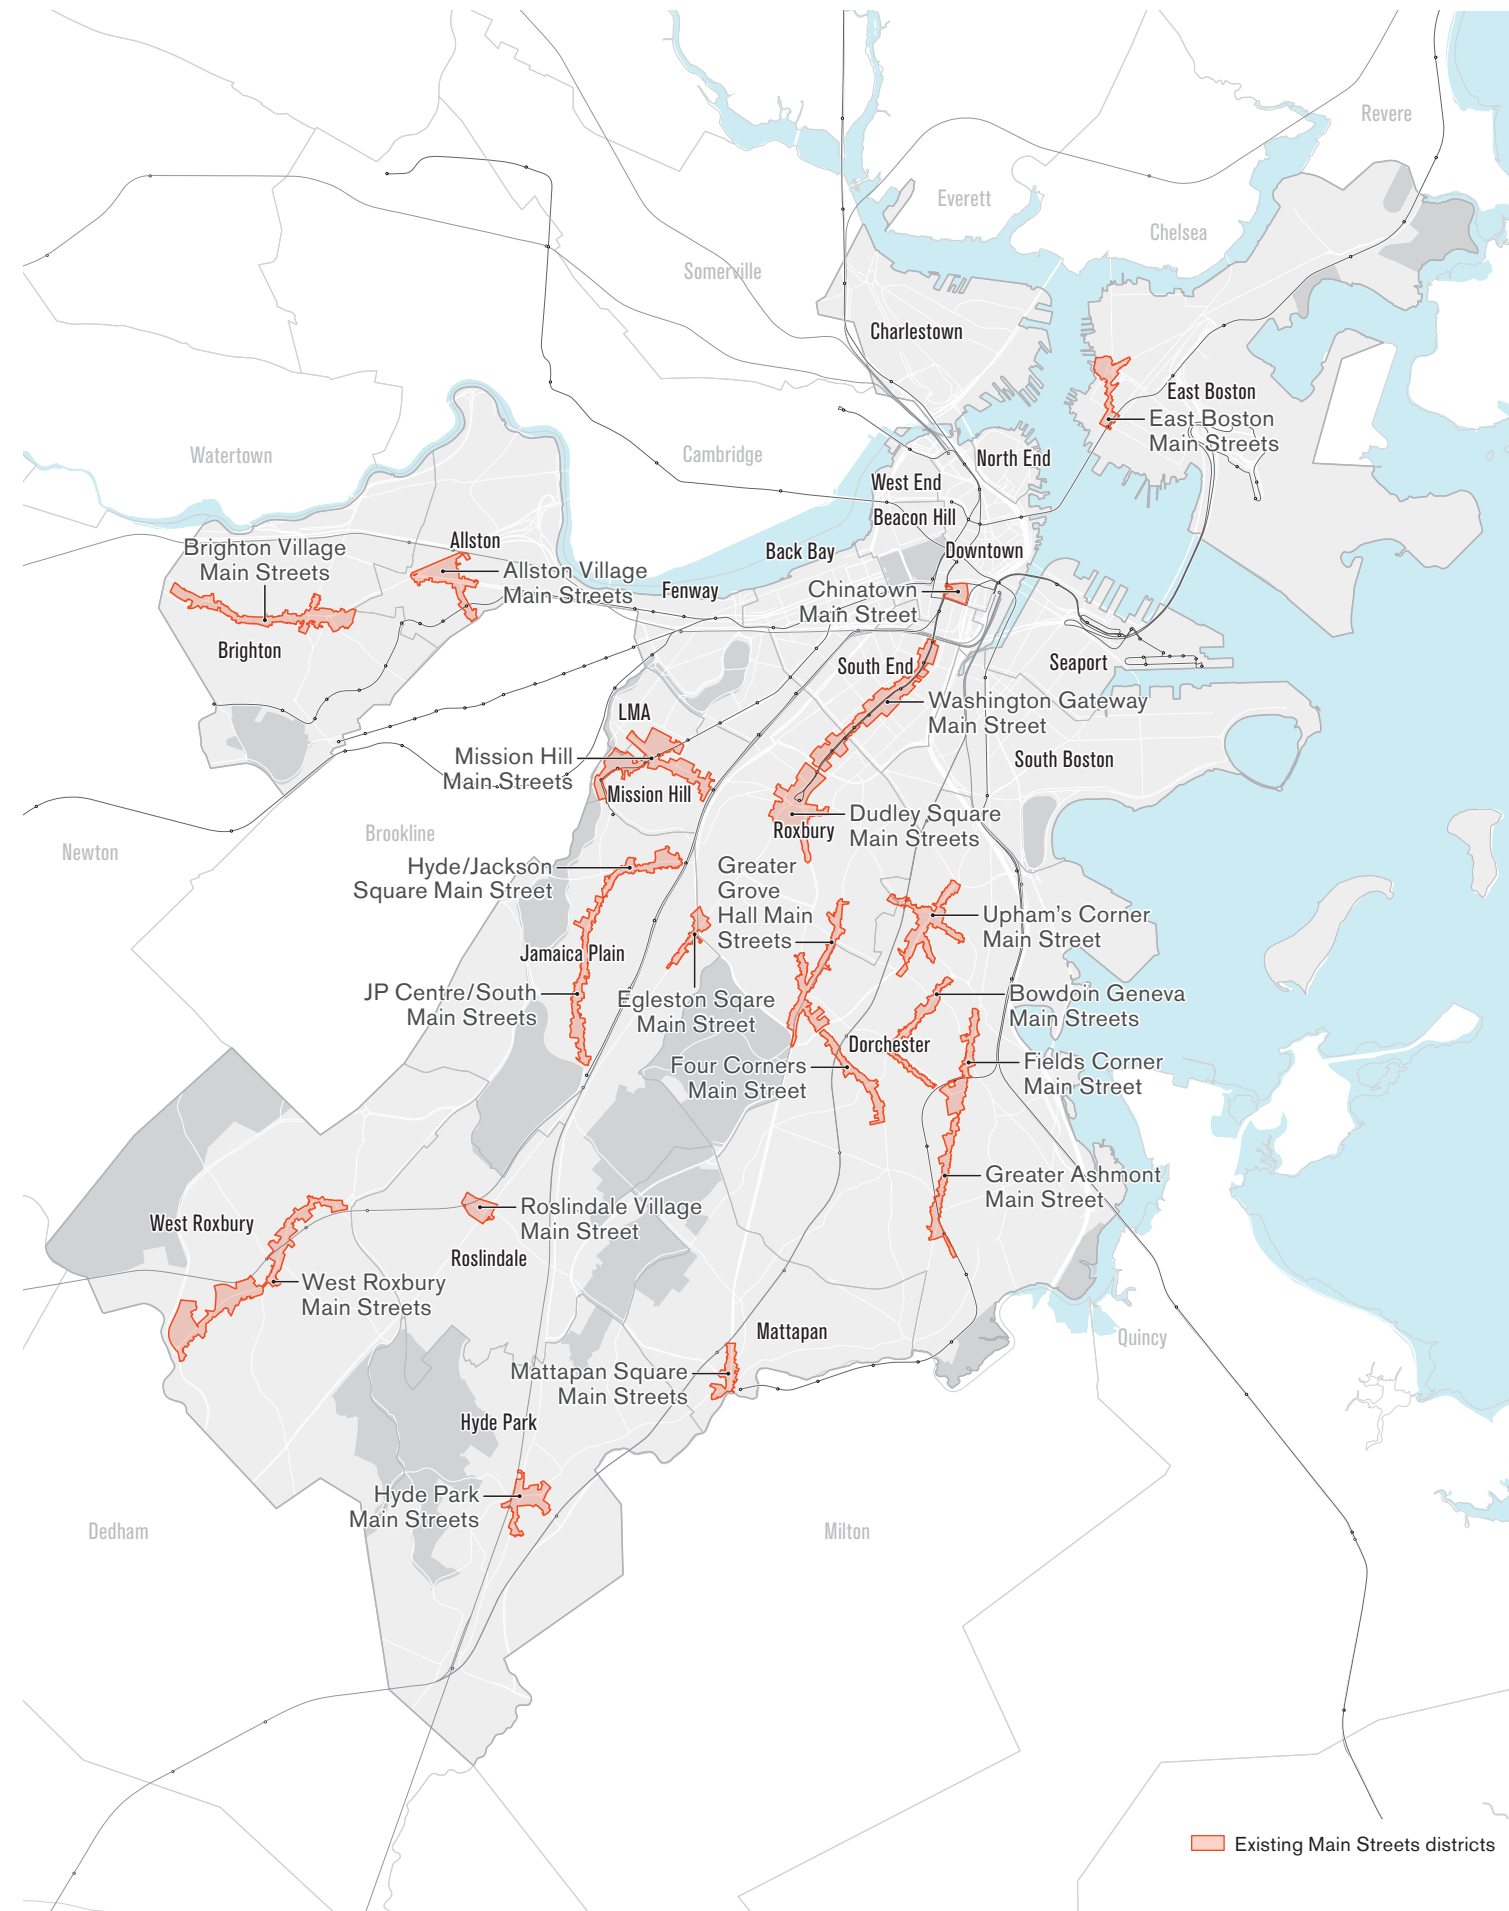 Revere
Everett
Chelsea
Somerville
Charlestown
East Boston
East Boston
Main Streets
Watertown
Cambridge
North End
West End
Beacon Hill
Brighton Village
Main Streets
Allston
Back Bay
Downtown
Allston Village
Main Streets
Fenway
Chinatown
Main Street
Brighton
South End
Seaport
Washington Gateway
Main Street
LMA
Mission Hill
Main Streets
South Boston
Mission Hill
Dudley Square
Main Streets
Roxbury
Brookline
Newton
Hyde/Jackson
Square Main Street
Greater
Grove
Hall Main
Streets
Upham's Corner
Main Street
Jamaica Plain
JP Centre/South
Main Streets
Egleston Sqare
Main Street
Bowdoin Geneva
Main Streets
Dorchester
Four Corners
Main Street
Fields Corner
Main Street
Greater Ashmont
Main Street
West Roxbury
Roslindale Village
Main Street
Roslindale
West Roxbury
Main Streets
Mattapan
Quincy
Mattapan Square
Main Streets
Hyde Park
Hyde Park
Main Streets
Dedham
Milton
Existing Main Streets districts